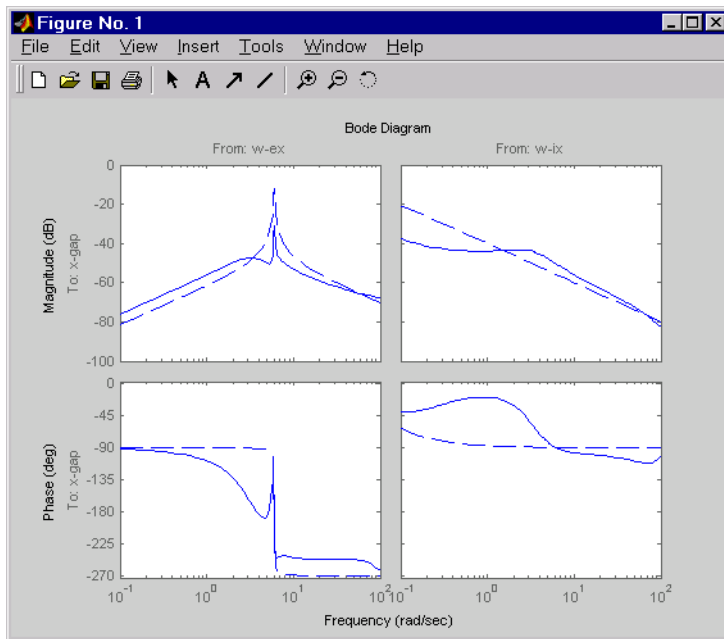 Figure No. 1
File Edit View Insert Tools Window Help
A
Bode Diagram
From: w-ex From: w-ix
Magnitude (dB)
To: x-gap
0
-20
-40
-60
-80
-100
Phase (deg)
To: x-gap
0
-45
-90
-135
-180
-225
-270
10-1 100 101 102 10-1 100 101 102
Frequency (rad/sec)